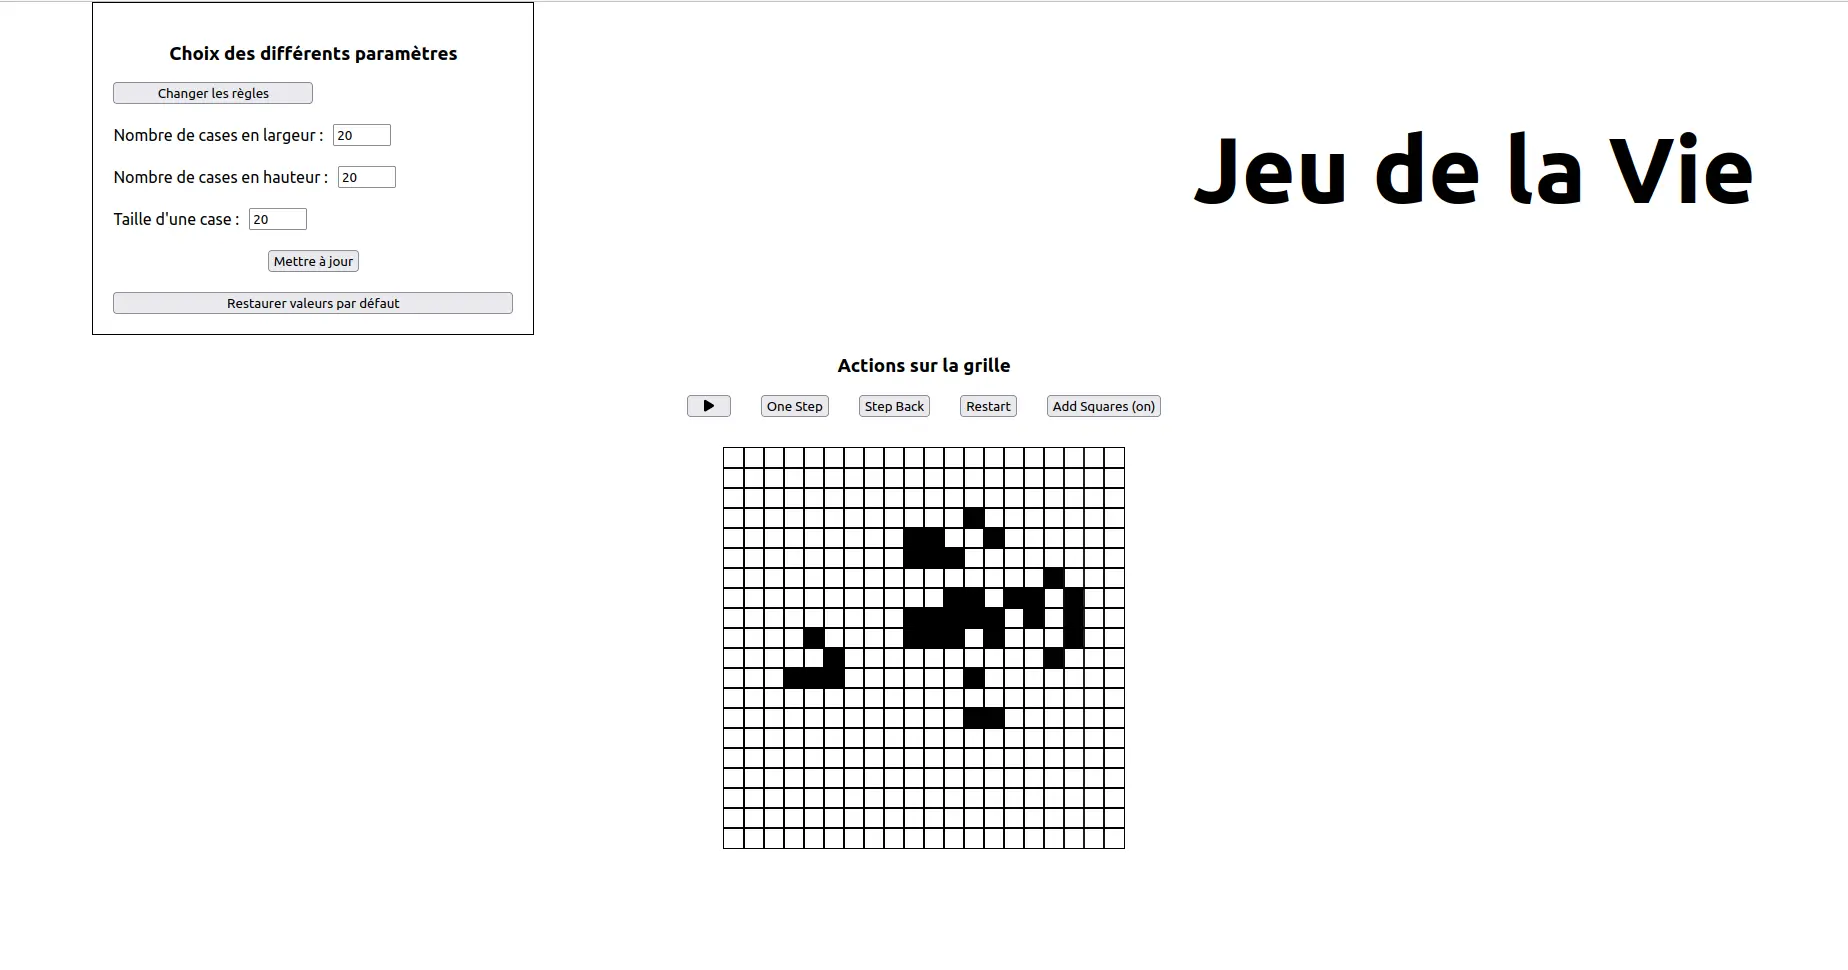 Choix des différents paramètres
Changer les règles
Nombre de cases en largeur : 20
Nombre de cases en hauteur : 20
Taille d'une case : 20
Mettre à jour
Restaurer valeurs par défaut
Jeu de la Vie
Actions sur la grille
One Step Step Back Restart Add Squares (on)